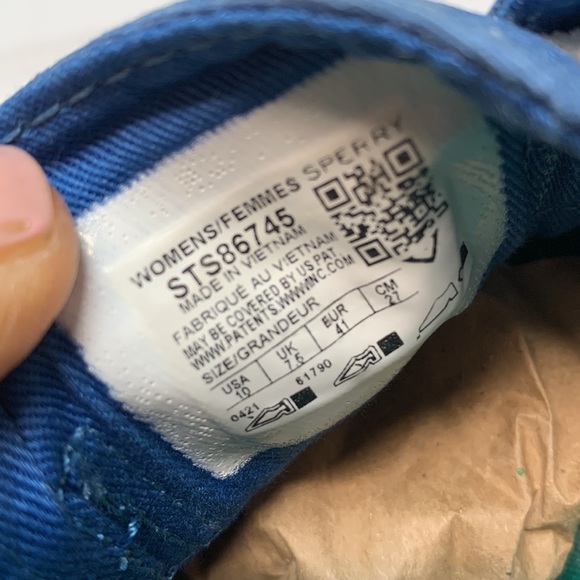 WOMENS/FEMMES SPERRY
STS86745
MADE IN VIETNAM
FABRIQUÉ AU VIETNAM
MAY BE COVERED BY US PAT.
WWW.PATENTS.WWWINC.COM
SIZE/GRANDEUR
USA UK EUR CM
10 7.5 41 27
0421 61790